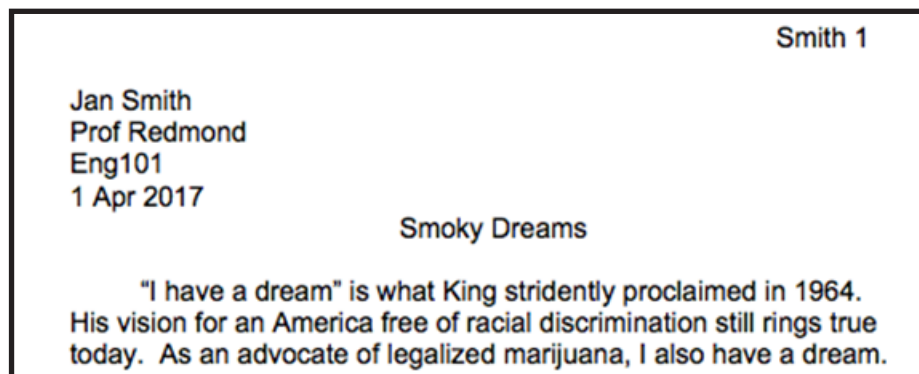 Smith 1
Jan Smith
Prof Redmond
Eng101
1 Apr 2017
Smoky Dreams
“I have a dream” is what King stridently proclaimed in 1964.
His vision for an America free of racial discrimination still rings true
today.  As an advocate of legalized marijuana, I also have a dream.